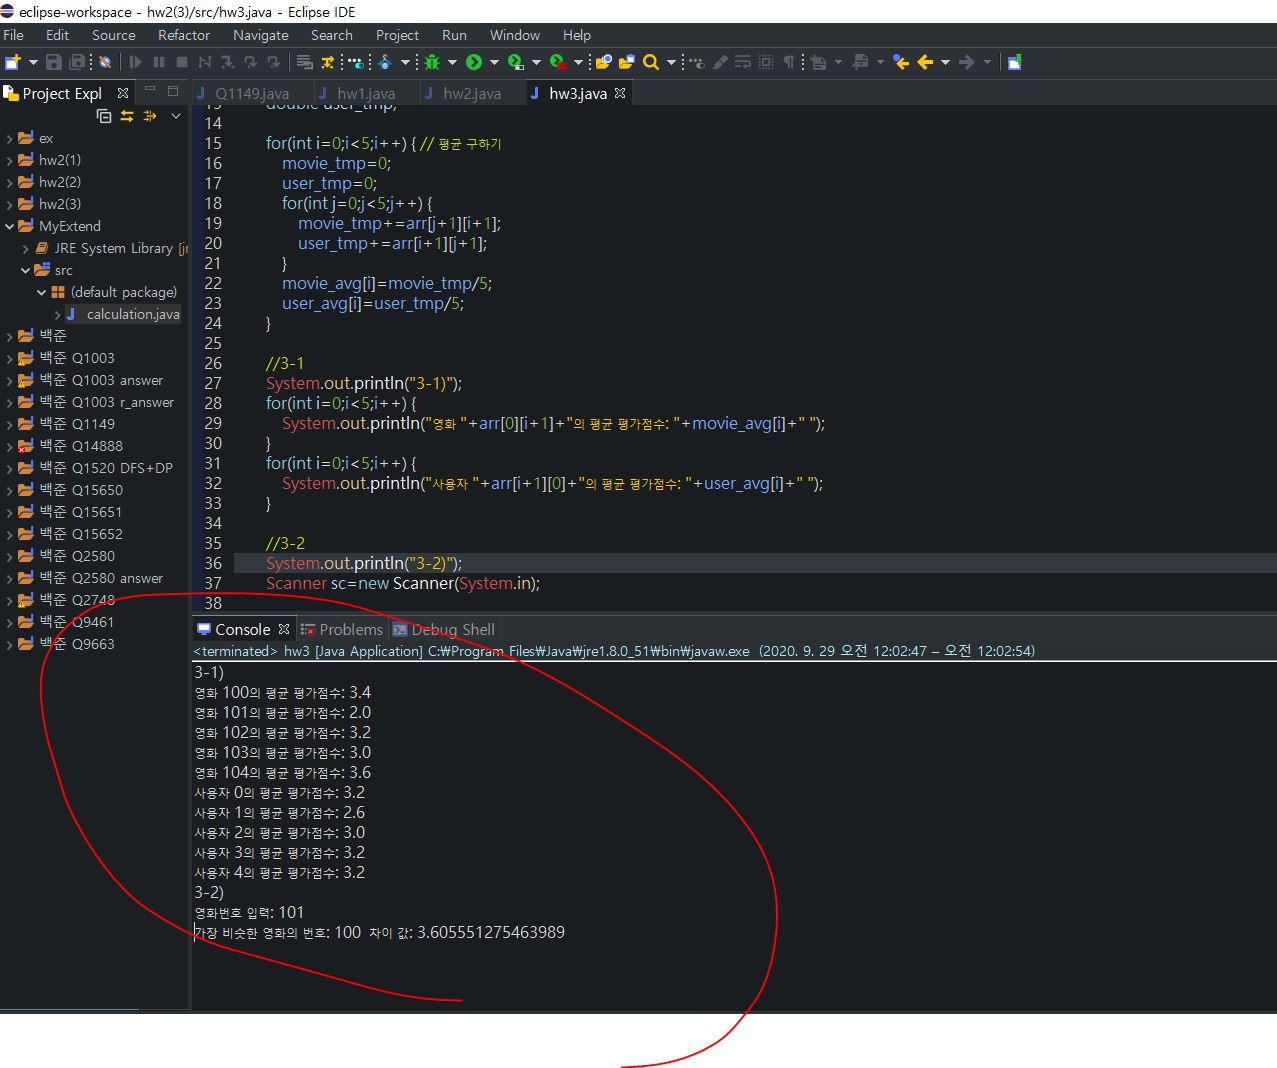 eclipse-workspace - hw2(3)/src/hw3.java - Eclipse IDE
File Edit Source Refactor Navigate Search Project Run Window Help
Project Expl
ex
hw2(1)
hw2(2)
hw2(3)
MyExtend
JRE System Library [jr
src
(default package)
calculation.java
백준
백준 Q1003
백준 Q1003 answer
백준 Q1003 r_answer
백준 Q1149
백준 Q14888
백준 Q1520 DFS+DP
백준 Q15650
백준 Q15651
백준 Q15652
백준 Q2580
백준 Q2580 answer
백준 Q2748
백준 Q9461
백준 Q9663
Q1149.java hw1.java hw2.java hw3.java
13 double user_tmp;
14
15 for(int i=0;i<5;i++) { // 평균 구하기
16 movie_tmp=0;
17 user_tmp=0;
18 for(int j=0;j<5;j++) {
19 movie_tmp+=arr[j+1][i+1];
20 user_tmp+=arr[i+1][j+1];
21 }
22 movie_avg[i]=movie_tmp/5;
23 user_avg[i]=user_tmp/5;
24 }
25
26 //3-1
27 System.out.println("3-1)");
28 for(int i=0;i<5;i++) {
29 System.out.println("영화 "+arr[0][i+1]+"의 평균 평가점수: "+movie_avg[i]+" ");
30 }
31 for(int i=0;i<5;i++) {
32 System.out.println("사용자 "+arr[i+1][0]+"의 평균 평가점수: "+user_avg[i]+" ");
33 }
34
35 //3-2
36 System.out.println("3-2)");
37 Scanner sc=new Scanner(System.in);
38
Console Problems Debug Shell
<terminated> hw3 [Java Application] C:₩Program Files₩Java₩jre1.8.0_51₩bin₩javaw.exe (2020. 9. 29 오전 12:02:47 – 오전 12:02:54)
3-1)
영화 100의 평균 평가점수: 3.4
영화 101의 평균 평가점수: 2.0
영화 102의 평균 평가점수: 3.2
영화 103의 평균 평가점수: 3.0
영화 104의 평균 평가점수: 3.6
사용자 0의 평균 평가점수: 3.2
사용자 1의 평균 평가점수: 2.6
사용자 2의 평균 평가점수: 3.0
사용자 3의 평균 평가점수: 3.2
사용자 4의 평균 평가점수: 3.2
3-2)
영화번호 입력: 101
가장 비슷한 영화의 번호: 100 차이 값: 3.605551275463989